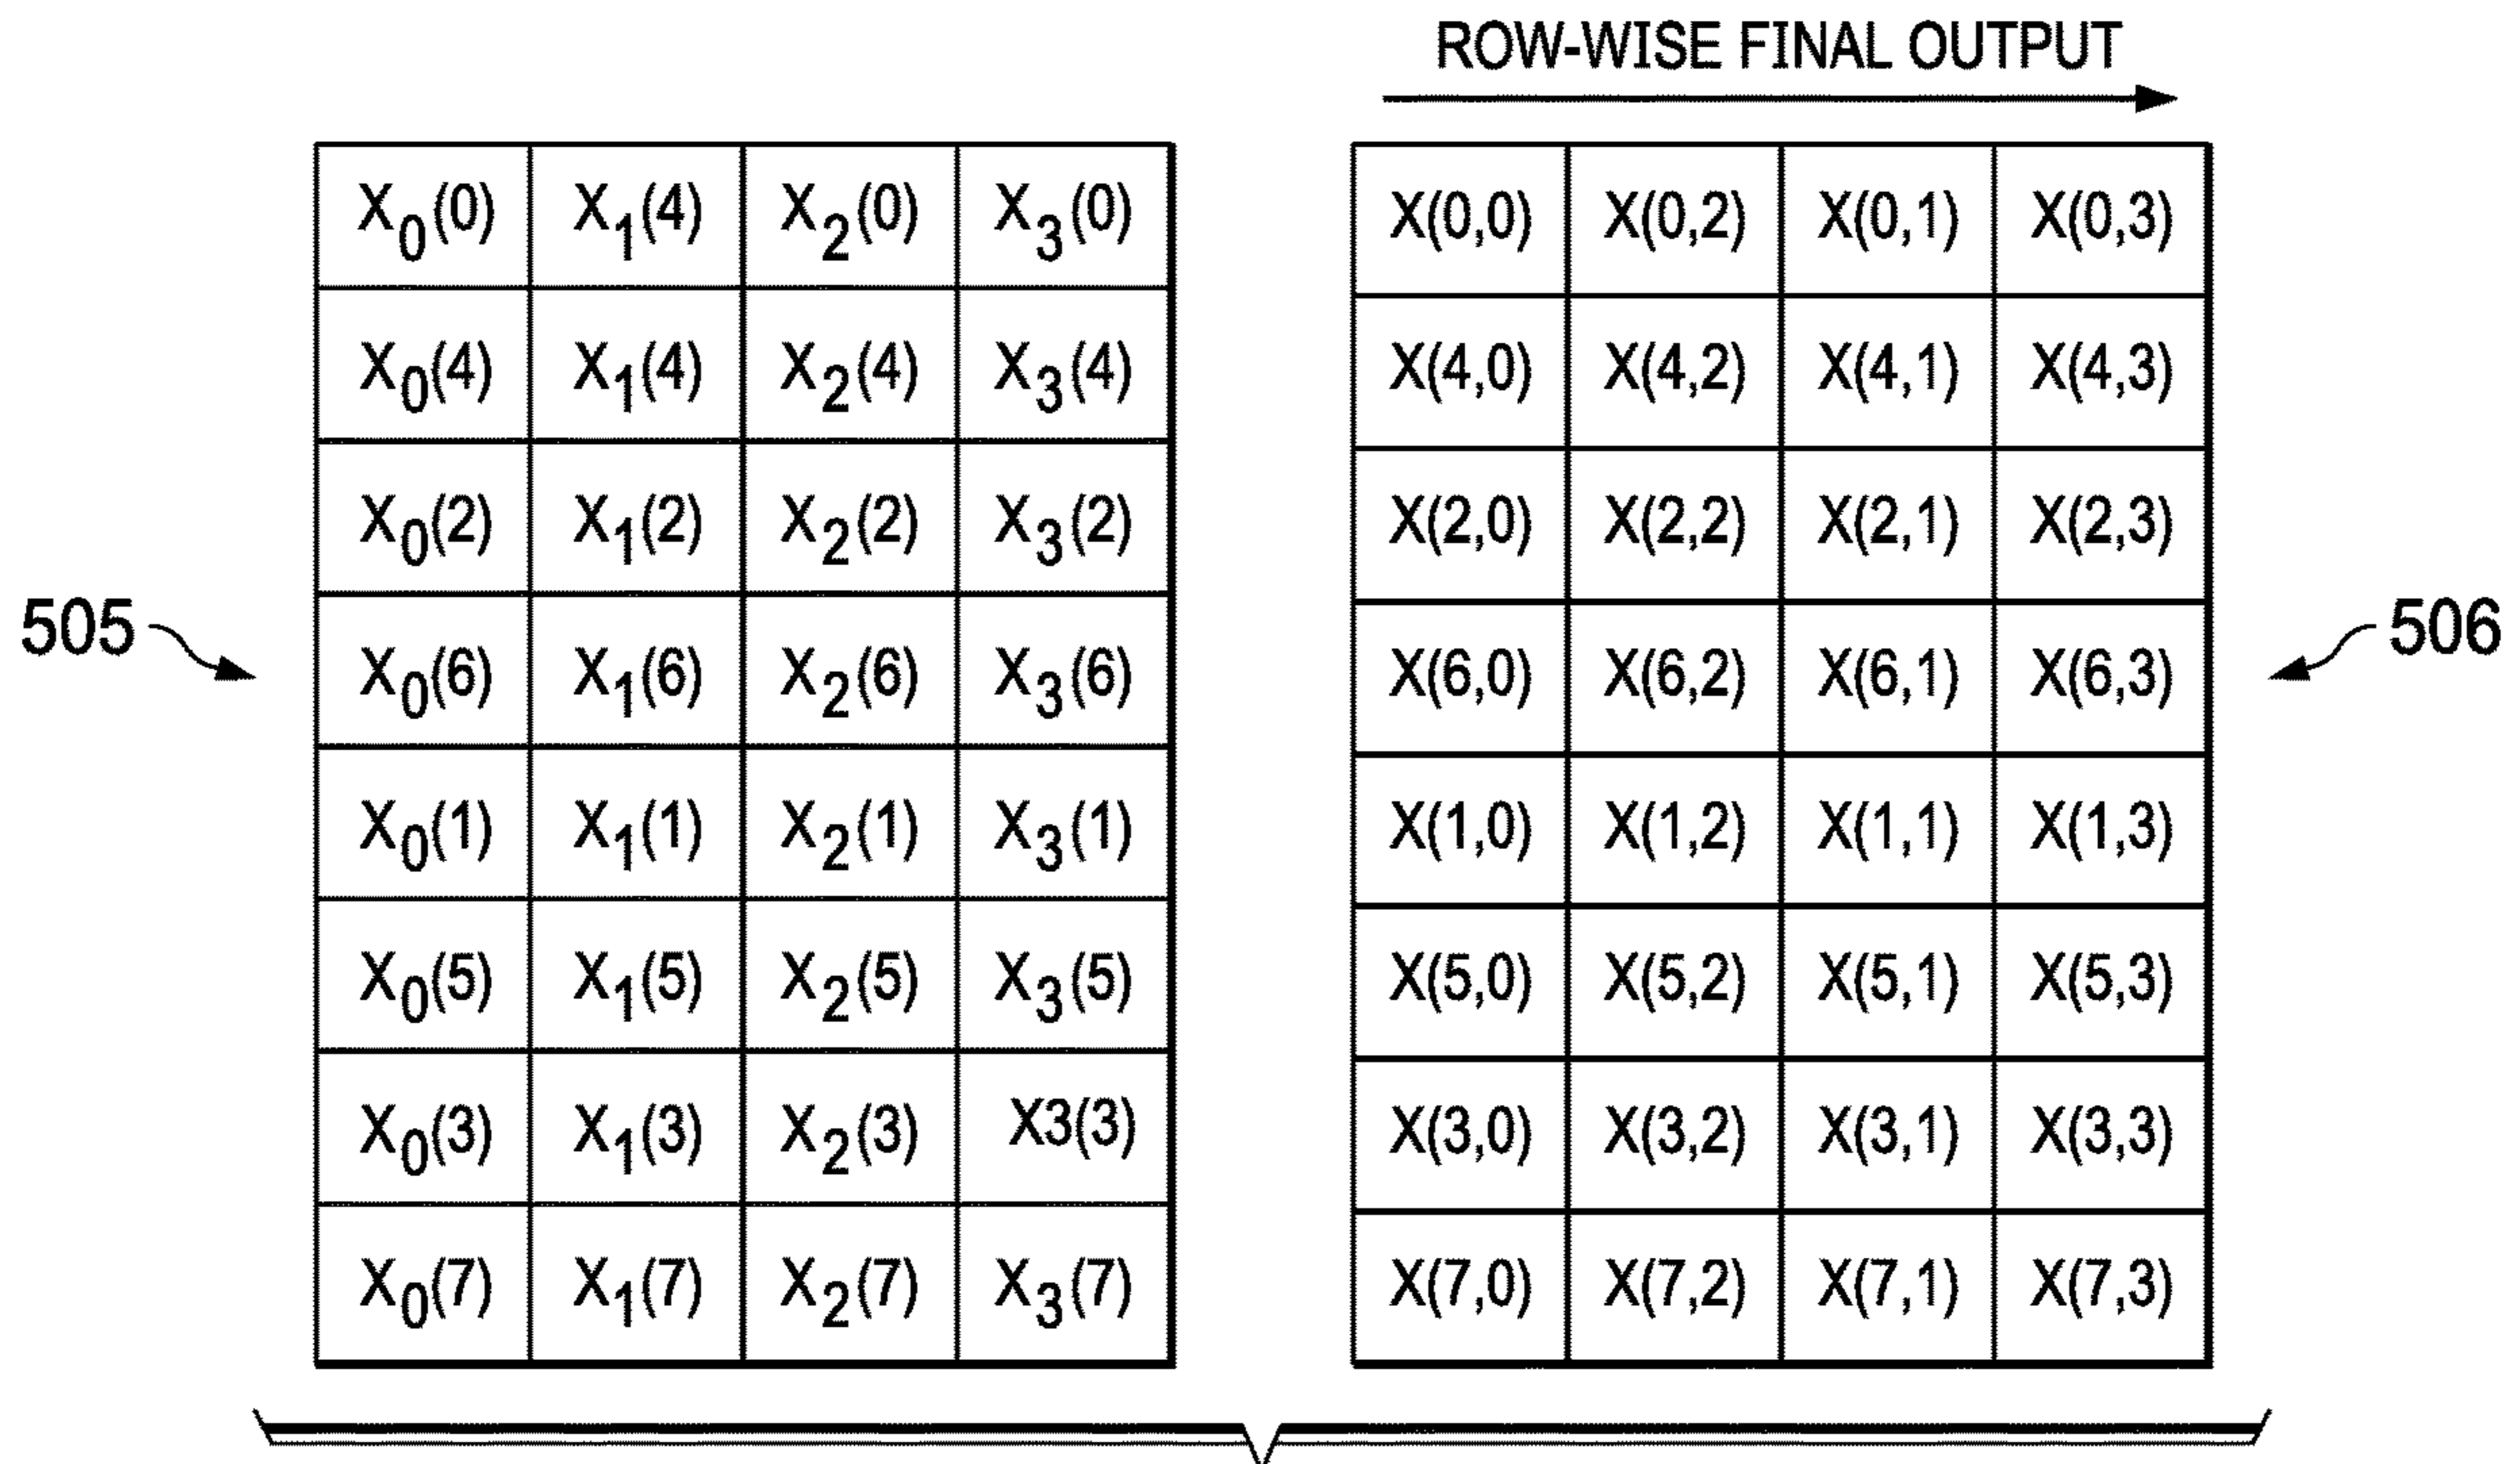 ROW-WISE FINAL OUTPUT
X₀(0) X₁(4) X₂(0) X₃(0)
X₀(4) X₁(4) X₂(4) X₃(4)
X₀(2) X₁(2) X₂(2) X₃(2)
X₀(6) X₁(6) X₂(6) X₃(6)
X₀(1) X₁(1) X₂(1) X₃(1)
X₀(5) X₁(5) X₂(5) X₃(5)
X₀(3) X₁(3) X₂(3) X3(3)
X₀(7) X₁(7) X₂(7) X₃(7)
505
X(0,0) X(0,2) X(0,1) X(0,3)
X(4,0) X(4,2) X(4,1) X(4,3)
X(2,0) X(2,2) X(2,1) X(2,3)
X(6,0) X(6,2) X(6,1) X(6,3)
X(1,0) X(1,2) X(1,1) X(1,3)
X(5,0) X(5,2) X(5,1) X(5,3)
X(3,0) X(3,2) X(3,1) X(3,3)
X(7,0) X(7,2) X(7,1) X(7,3)
506